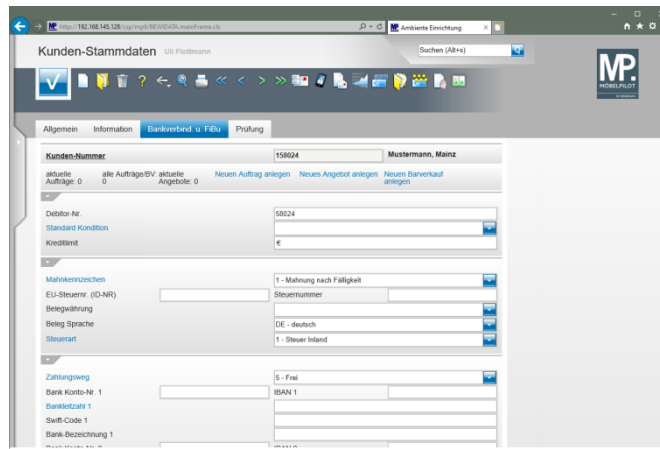 http://192.168.145.128/csp/mp8/BEWIDATA.mainFrame.cls
Ambiente Einrichtung
Kunden-Stammdaten Uli Flottmann
Suchen (Alt+s)
MP.
MÖBELPILOT
Allgemein Information Bankverbind. u. FiBu Prüfung
Kunden-Nummer 158024 Mustermann, Mainz
aktuelle Aufträge: 0 alle Aufträge/BV: 0 aktuelle Angebote: 0 Neuen Auftrag anlegen Neues Angebot anlegen Neuen Barverkauf anlegen
Debitor-Nr. 58024
Standard Kondition
Kreditlimit €
Mahnkennzeichen 1 - Mahnung nach Fälligkeit
EU-Steuernr. (ID-NR) Steuernummer
Belegwährung
Beleg Sprache DE - deutsch
Steuerart 1 - Steuer Inland
Zahlungsweg 5 - Frei
Bank Konto-Nr. 1 IBAN 1
Bankleitzahl 1
Swift-Code 1
Bank-Bezeichnung 1